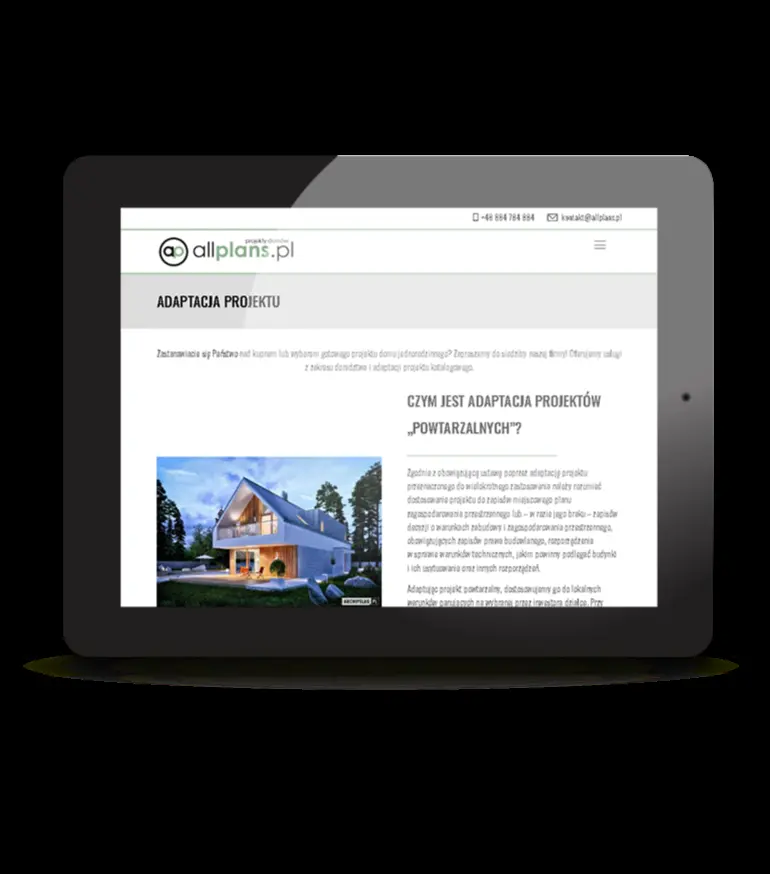 +48 884 784 884 kontakt@allplans.pl
projekty domów
ap allplans.pl
ADAPTACJA PROJEKTU
Zastanawiacie się Państwo nad kupnem lub wyborem gotowego projektu domu jednorodzinnego? Zapraszamy do siedziby naszej firmy! Oferujemy usługi
z zakresu doradztwa i adaptacji projektu katalogowego.
CZYM JEST ADAPTACJA PROJEKTÓW
„POWTARZALNYCH”?
Zgodnie z obowiązującą ustawą poprzez adaptację projektu
przeznaczonego do wielokrotnego zastosowania należy rozumieć
dostosowanie projektu do zapisów miejscowego planu
zagospodarowania przestrzennego lub – w razie jego braku – zapisów
decyzji o warunkach zabudowy i zagospodarowania przestrzennego,
obowiązujących zapisów prawa budowlanego, rozporządzenia
w sprawie warunków technicznych, jakim powinny podlegać budynki
i ich usytuowanie oraz innych rozporządzeń.
Adaptując projekt powtarzalny, dostosowujemy go do lokalnych
warunków panujących na wybranej przez inwestora działce. Przy
ARCHIPELAG